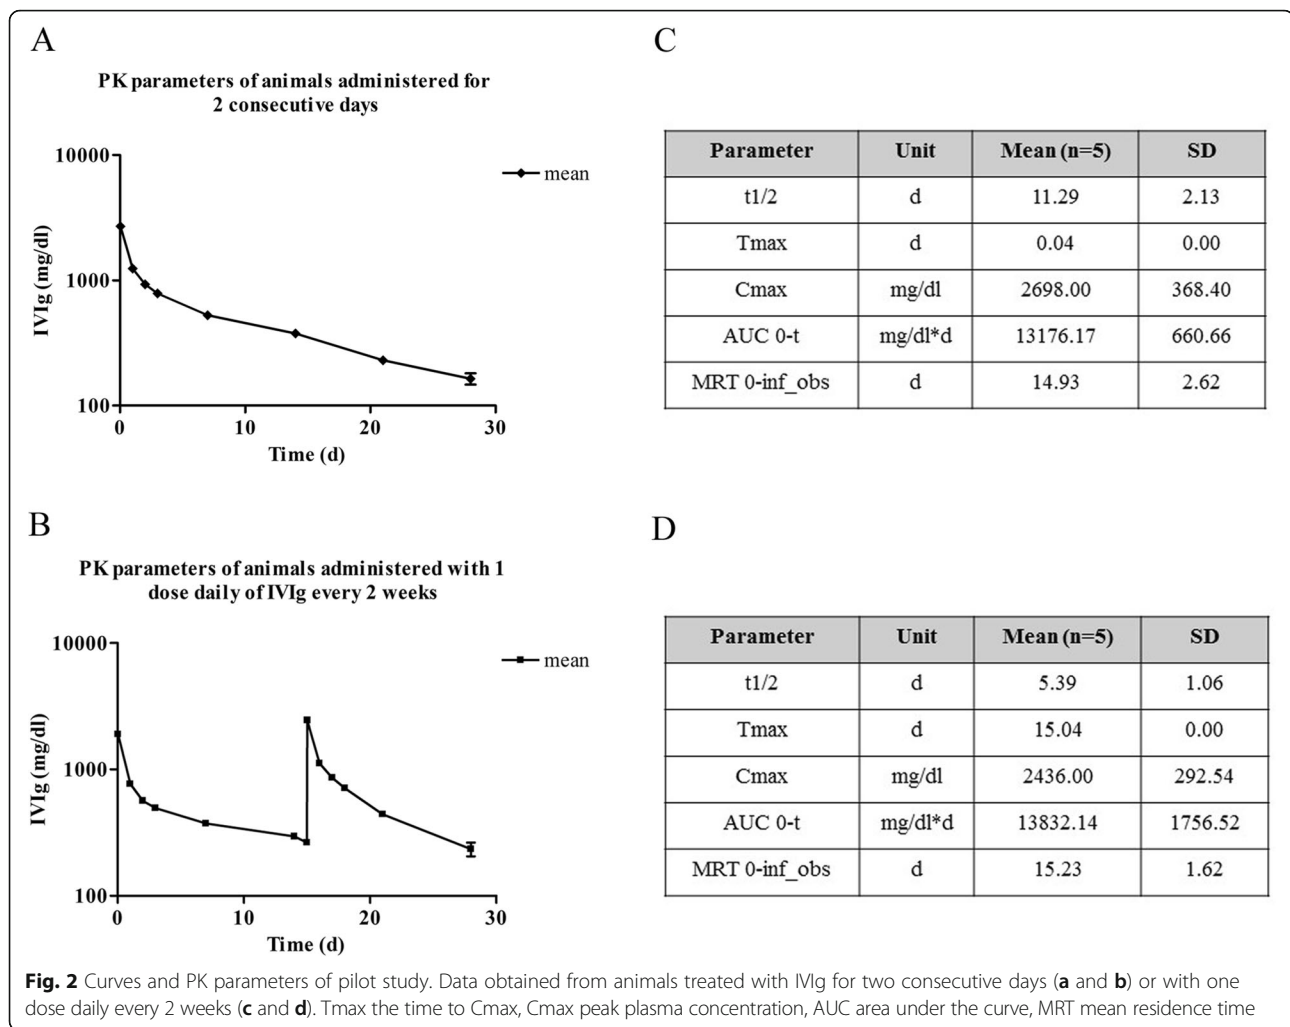 A
PK parameters of animals administered for
2 consecutive days
10000
1000
100
IVIg (mg/dl)
mean
0 10 20 30
Time (d)
C
Parameter Unit Mean (n=5) SD
t1/2 d 11.29 2.13
Tmax d 0.04 0.00
Cmax mg/dl 2698.00 368.40
AUC 0-t mg/dl*d 13176.17 660.66
MRT 0-inf_obs d 14.93 2.62
B
PK parameters of animals administered with 1
dose daily of IVIg every 2 weeks
10000
1000
100
IVIg (mg/dl)
mean
0 10 20 30
Time (d)
D
Parameter Unit Mean (n=5) SD
t1/2 d 5.39 1.06
Tmax d 15.04 0.00
Cmax mg/dl 2436.00 292.54
AUC 0-t mg/dl*d 13832.14 1756.52
MRT 0-inf_obs d 15.23 1.62
Fig. 2 Curves and PK parameters of pilot study. Data obtained from animals treated with IVIg for two consecutive days (a and b) or with one
dose daily every 2 weeks (c and d). Tmax the time to Cmax, Cmax peak plasma concentration, AUC area under the curve, MRT mean residence time